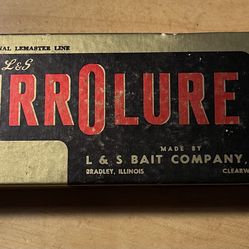 NAL LEMASTER LINE
L&S
IRROLURE
MADE BY
L & S BAIT COMPANY,
BRADLEY, ILLINOIS CLEARW